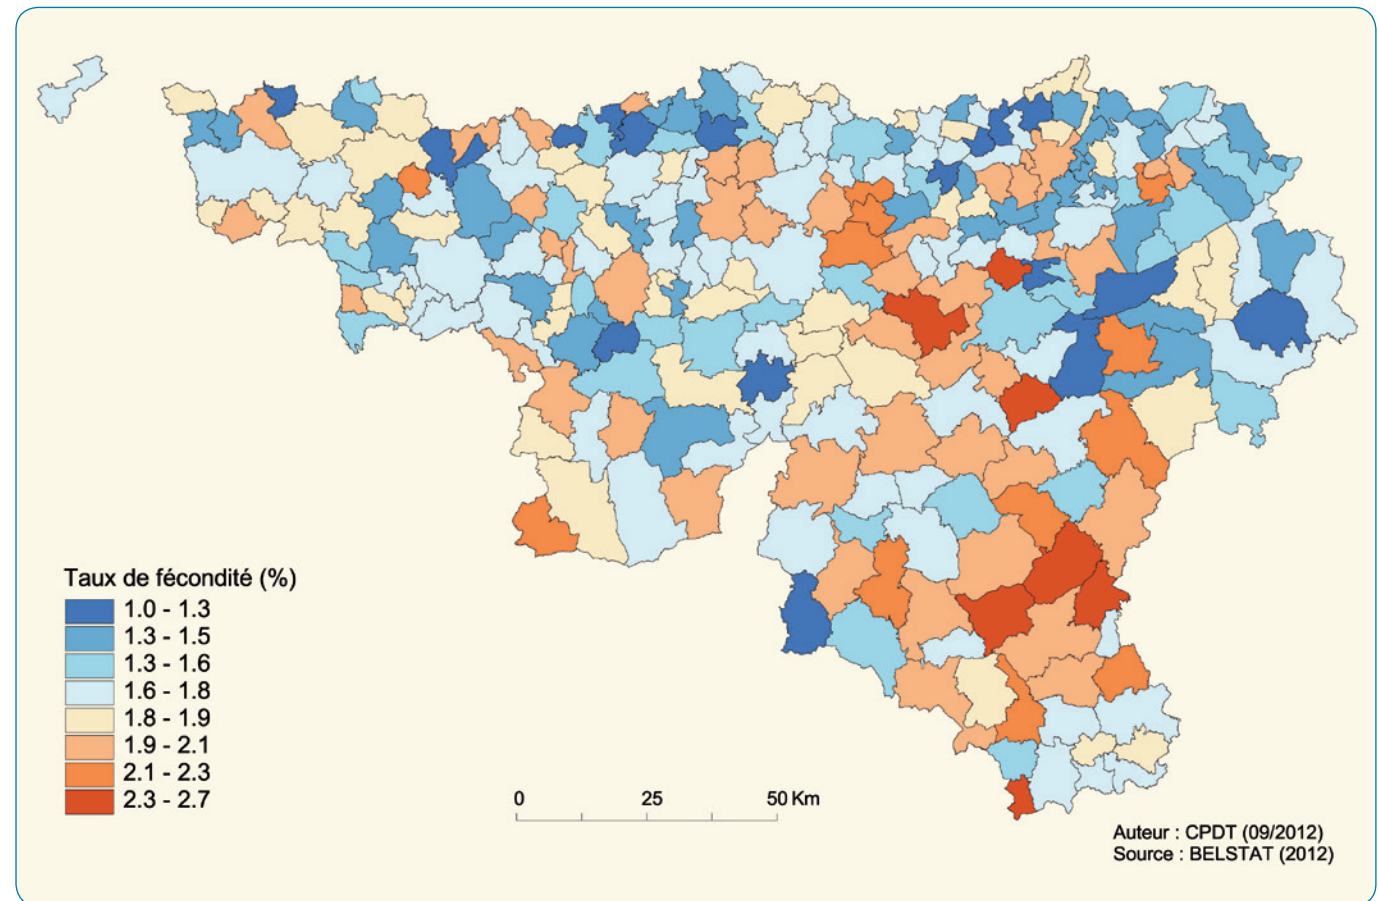 Taux de fécondité (%)
1.0 - 1.3
1.3 - 1.5
1.3 - 1.6
1.6 - 1.8
1.8 - 1.9
1.9 - 2.1
2.1 - 2.3
2.3 - 2.7
0 25 50 Km
Auteur : CPDT (09/2012)
Source : BELSTAT (2012)